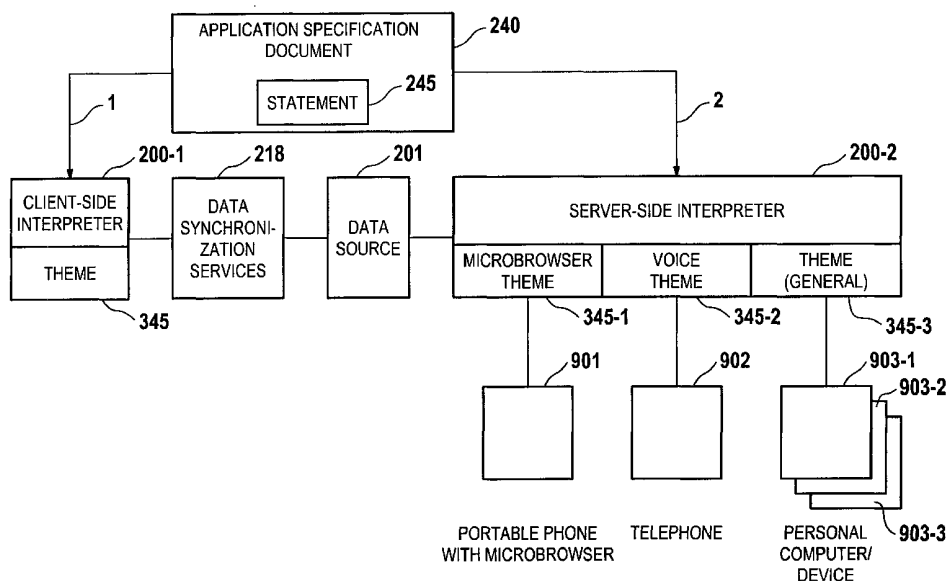 APPLICATION SPECIFICATION
DOCUMENT
240
STATEMENT
245
1
2
200-1
218
201
200-2
CLIENT-SIDE
INTERPRETER
THEME
DATA
SYNCHRONI-
ZATION
SERVICES
DATA
SOURCE
SERVER-SIDE INTERPRETER
MICROBROWSER
THEME
VOICE
THEME
THEME
(GENERAL)
345
345-1
345-2
345-3
901
902
903-1
903-2
903-3
PORTABLE PHONE
WITH MICROBROWSER
TELEPHONE
PERSONAL
COMPUTER/
DEVICE